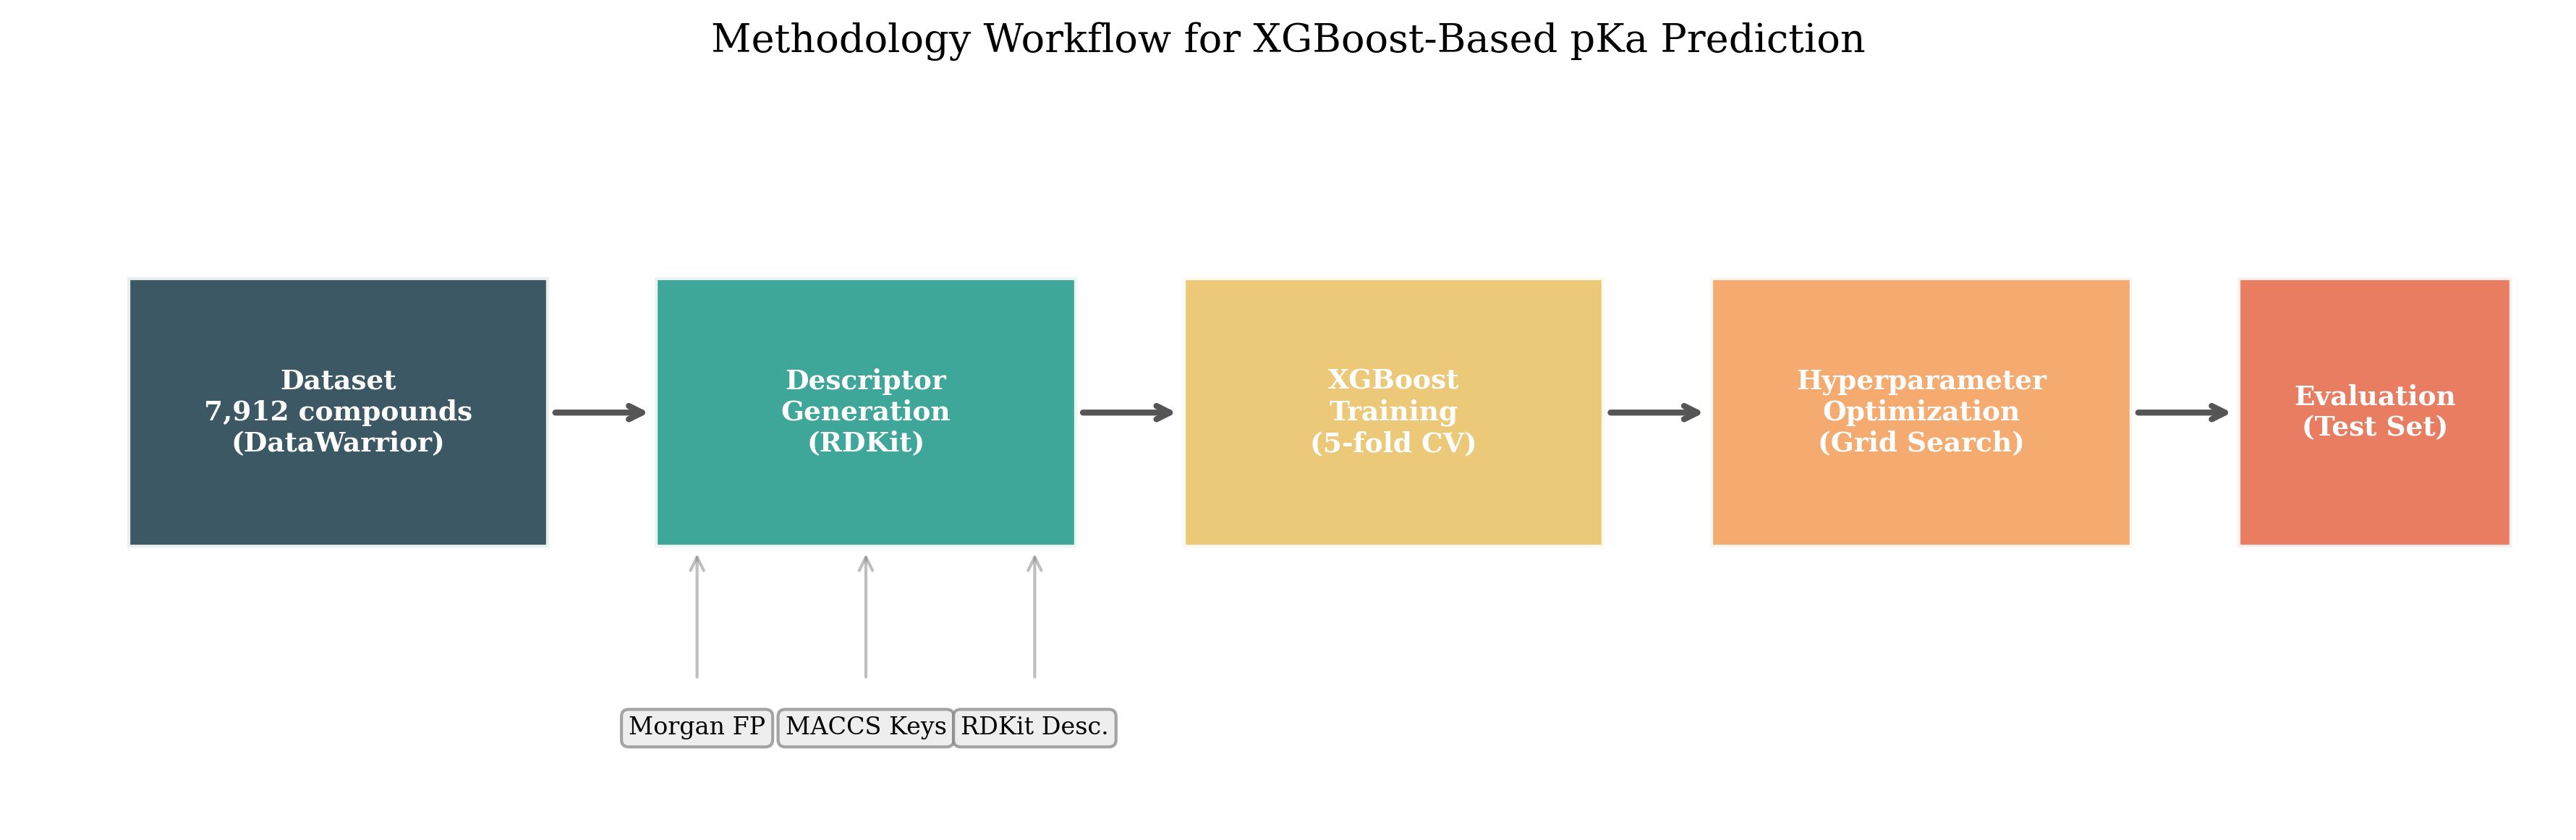 Methodology Workflow for XGBoost-Based pKa Prediction
Dataset
7,912 compounds
(DataWarrior)
Descriptor
Generation
(RDKit)
XGBoost
Training
(5-fold CV)
Hyperparameter
Optimization
(Grid Search)
Evaluation
(Test Set)
Morgan FP
MACCS Keys
RDKit Desc.